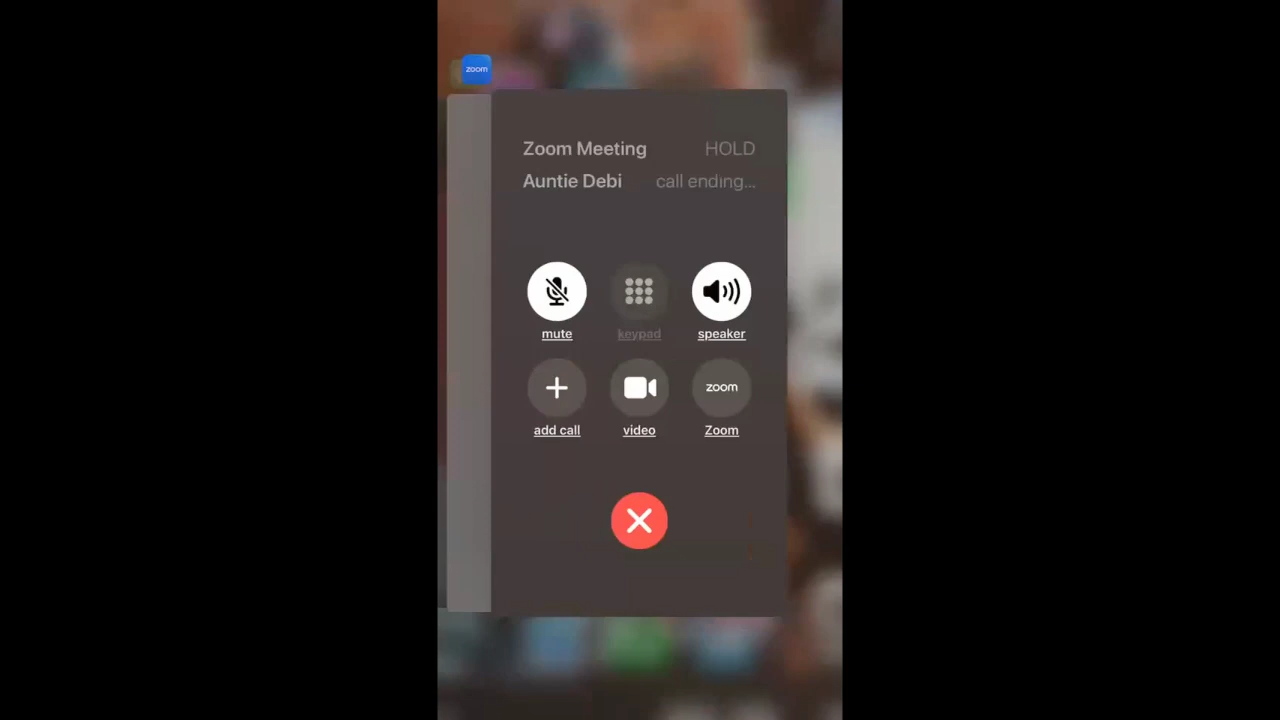 zoom
Zoom Meeting HOLD
Auntie Debi call ending...
mute keypad speaker
zoom
add call video Zoom